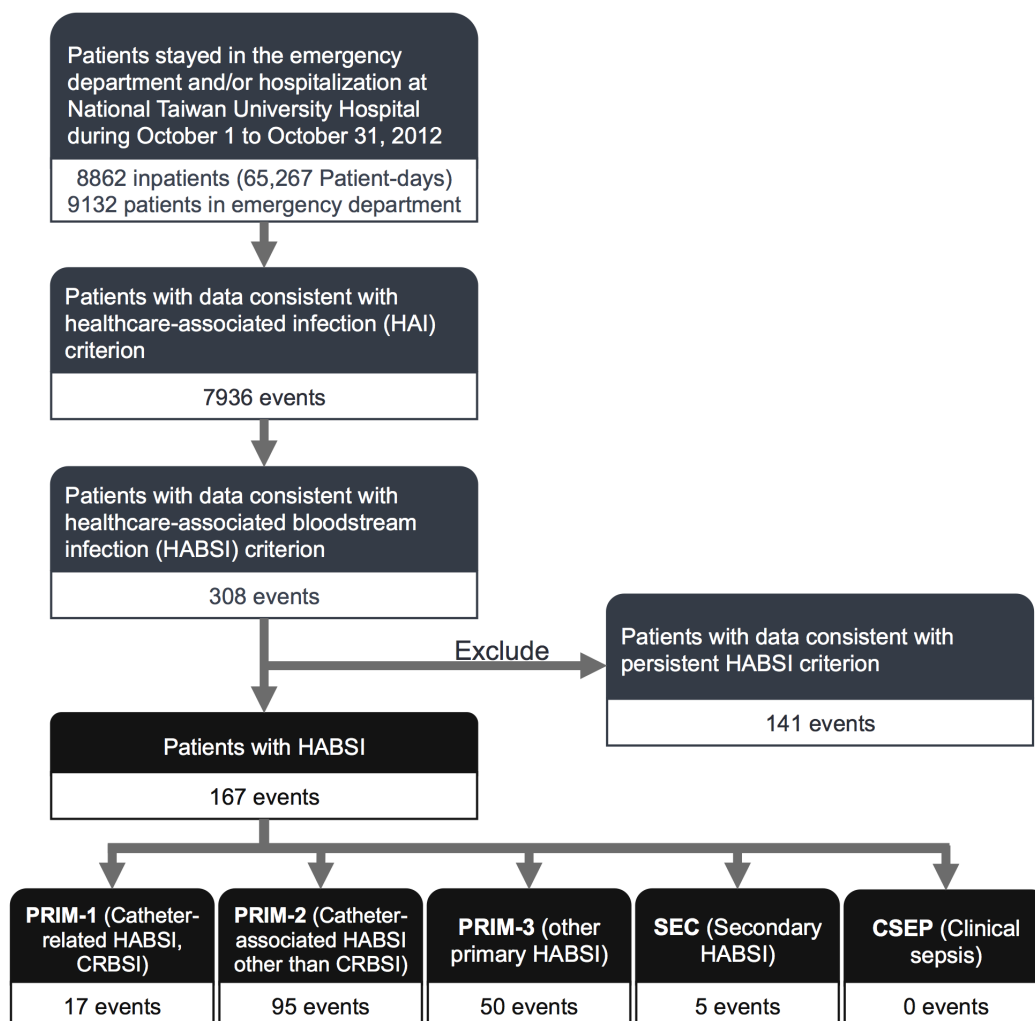 Patients stayed in the emergency
department and/or hospitalization at
National Taiwan University Hospital
during October 1 to October 31, 2012
8862 inpatients (65,267 Patient-days)
9132 patients in emergency department
Patients with data consistent with
healthcare-associated infection (HAI)
criterion
7936 events
Patients with data consistent with
healthcare-associated bloodstream
infection (HABSI) criterion
308 events
Exclude
Patients with data consistent with
persistent HABSI criterion
141 events
Patients with HABSI
167 events
PRIM-1 (Catheter-
related HABSI,
CRBSI)
17 events
PRIM-2 (Catheter-
associated HABSI
other than CRBSI)
95 events
PRIM-3 (other
primary HABSI)
50 events
SEC (Secondary
HABSI)
5 events
CSEP (Clinical
sepsis)
0 events